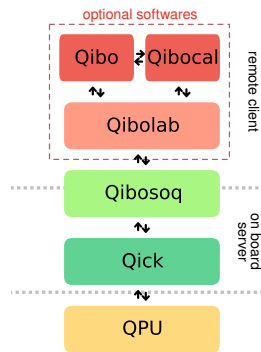 optional softwares
Qibo
Qibocal
remote client
Qibolab
Qibosoq
on board
server
Qick
QPU